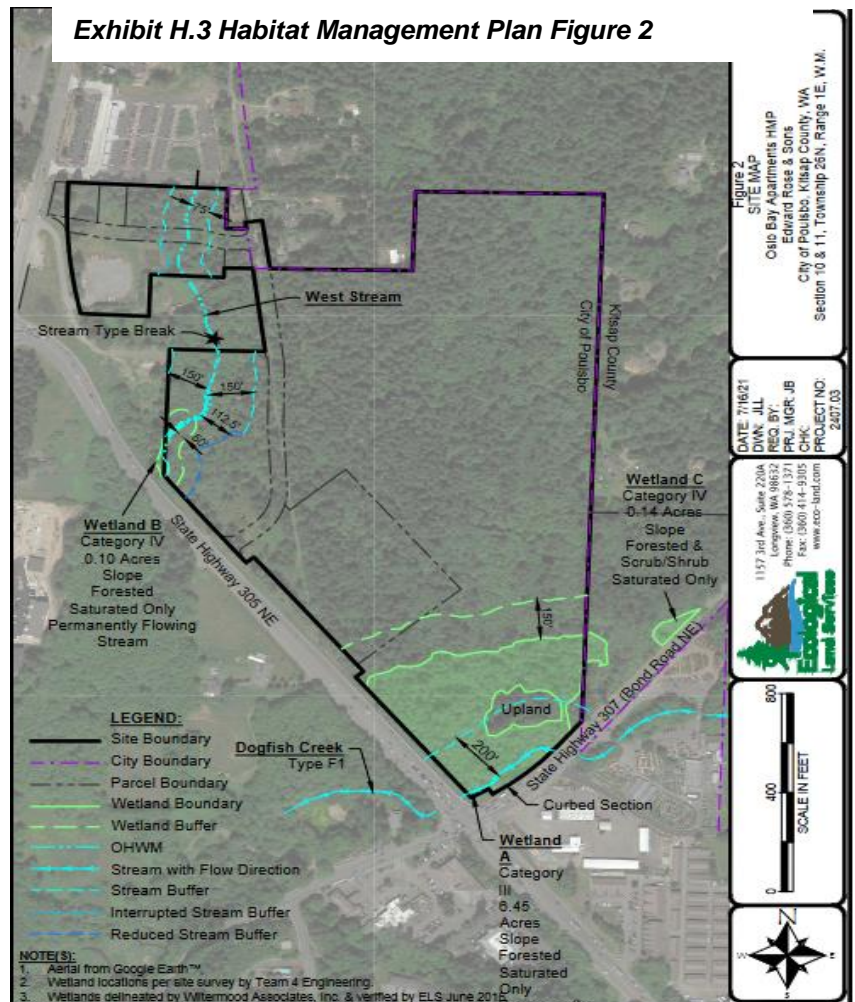 Exhibit H.3 Habitat Management Plan Figure 2
75'
West Stream
Stream Type Break
150'
150'
112.5'
60'
Wetland B
Category IV
0.10 Acres
Slope
Forested
Saturated Only
Permanently Flowing
Stream
State Highway 305 NE
City of Poulsbo
Kitsap County
Wetland C
Category IV
0.14 Acres
Slope
Forested &
Scrub/Shrub
Saturated Only
150'
Upland
200'
State Highway 307 (Bond Road NE)
Curbed Section
Dogfish Creek
Type F1
Wetland
A
Category
III
6.45
Acres
Slope
Forested
Saturated
Only
LEGEND:
Site Boundary
City Boundary
Parcel Boundary
Wetland Boundary
Wetland Buffer
OHWM
Stream with Flow Direction
Stream Buffer
Interrupted Stream Buffer
Reduced Stream Buffer
NOTE(S):
1. Aerial from Google Earth™.
2. Wetland locations per site survey by Team 4 Engineering.
3. Wetlands delineated by Wiltermood Associates, Inc. & verified by ELS June
Figure 2
SITE MAP
Oslo Bay Apartments HMP
Edward Rose & Sons
City of Poulsbo, Kitsap County, WA
Section 10 & 11, Township 26N, Range 1E, W.M.
DATE: 7/16/21
DWN: JLL
REQ. BY:
PRJ. MGR: JB
CHK:
PROJECT NO:
2407.03
1157 3rd Ave., Suite 220A
Longview, WA 98632
Phone: (360) 578-1371
Fax: (360) 414-9305
www.eco-land.com
Ecological
Land Services
0
400
800
SCALE IN FEET
N
W
E
S